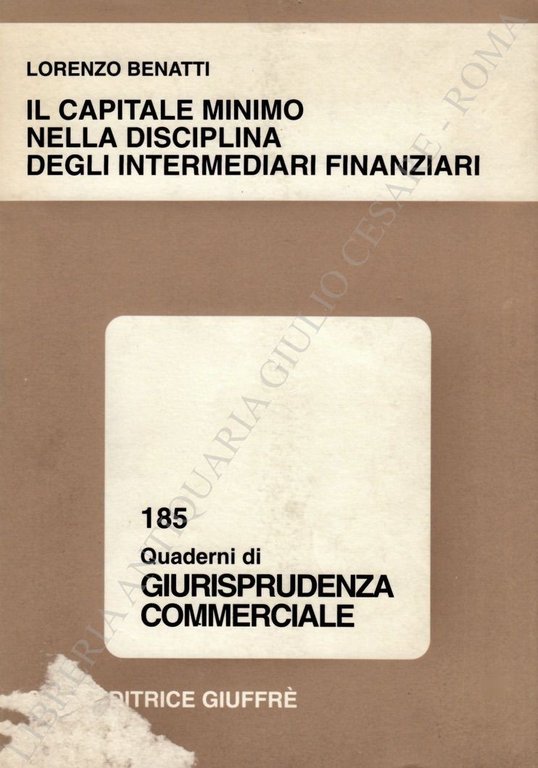 LORENZO BENATTI
IL CAPITALE MINIMO
NELLA DISCIPLINA
DEGLI INTERMEDIARI FINANZIARI
185
Quaderni di
GIURISPRUDENZA
COMMERCIALE
DITRICE GIUFFRÈ
LIBRERIA ANTIQUARIA GIULIO CESARE - ROMA